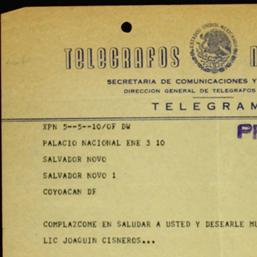 TELEGRAFOS N
SECRETARIA DE COMUNICACIONES Y
DIRECCION GENERAL DE TELEGRAFOS
TELEGRAM
XPN 5--5--10/OF DW
PALACIO NACIONAL ENE 3 10
SALVADOR NOVO
SALVADOR NOVO 1
COYOACAN DF
COMPLA2COME EN SALUDAR A USTED Y DESEARLE MU
LIC JOAQUIN CISNEROS...